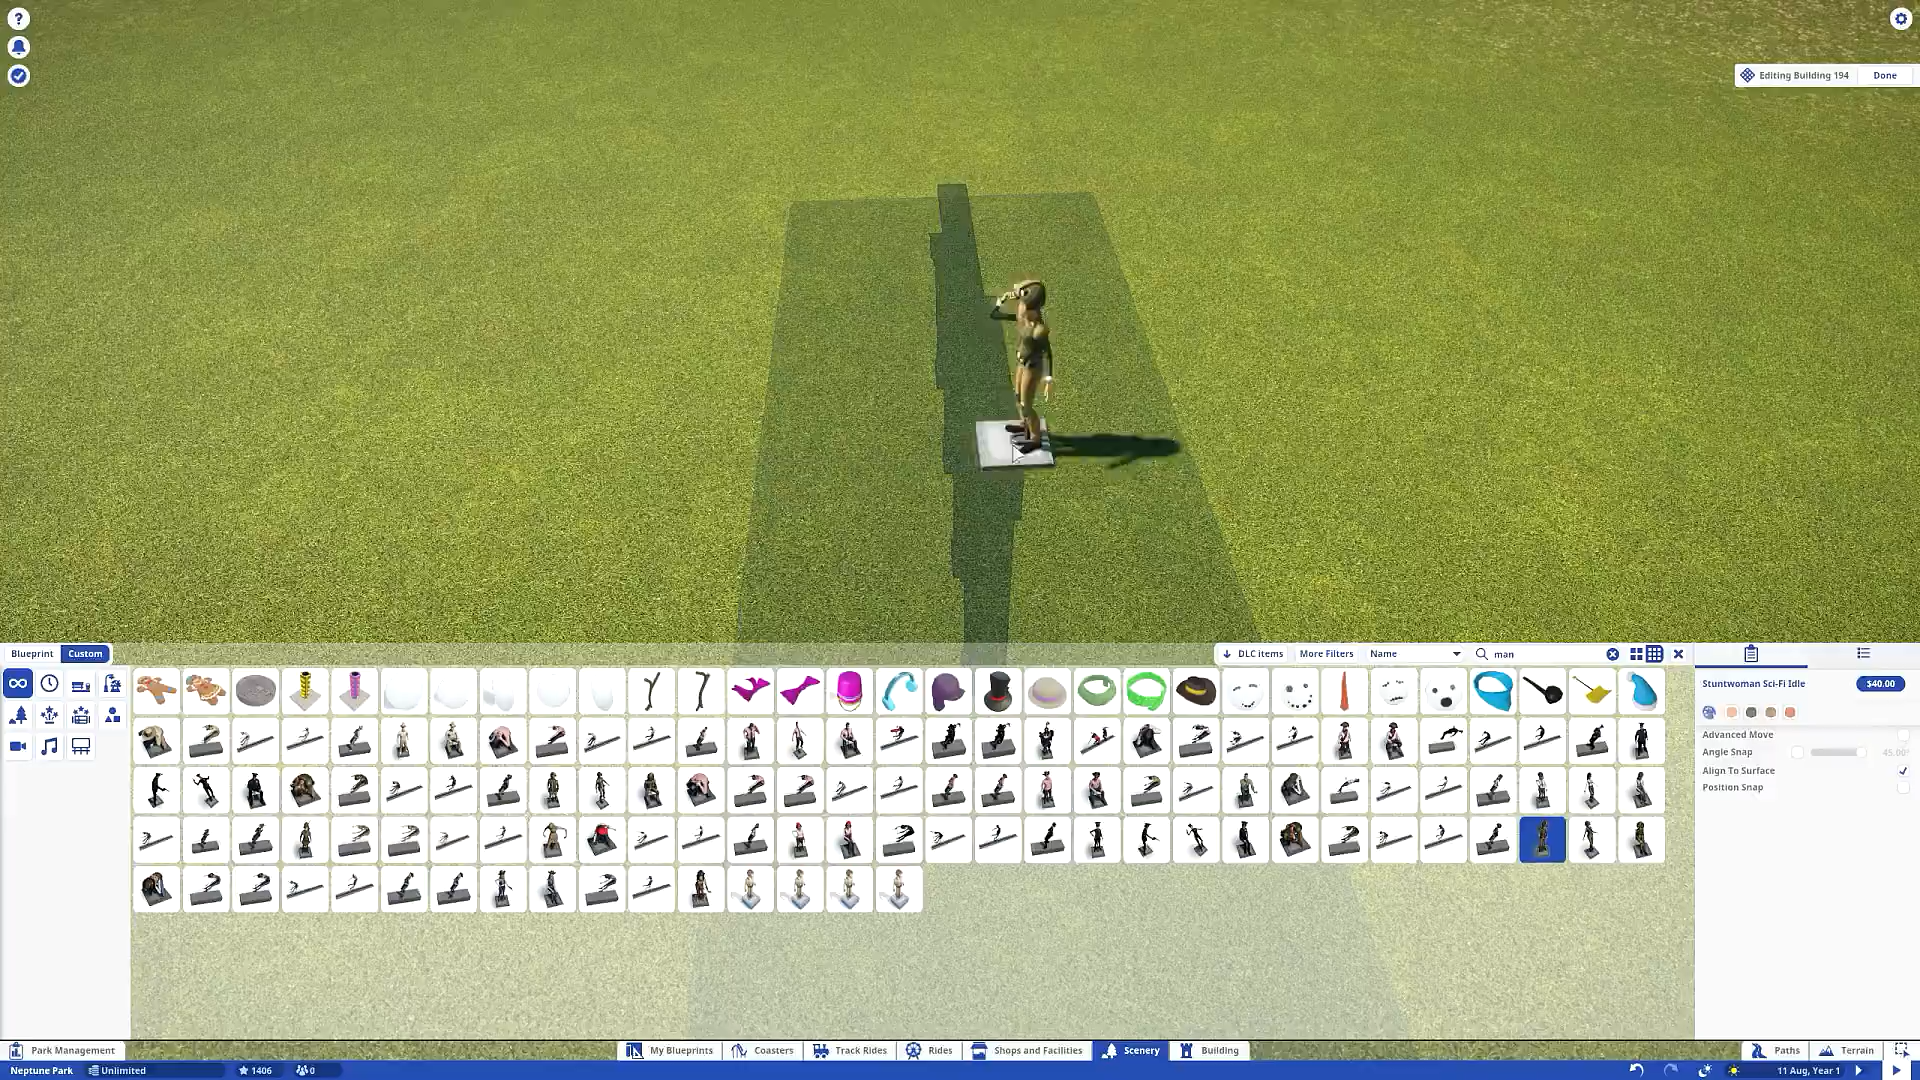 ?
Editing Building 194 Done
Blueprint Custom
DLC items More Filters Name man
Stuntwoman Sci-Fi Idle $40.00
Advanced Move
Angle Snap 45.00°
Align To Surface
Position Snap
Park Management My Blueprints Coasters Track Rides Rides Shops and Facilities Scenery Building Paths Terrain
Neptune Park Unlimited 1406 0 11 Aug, Year 1